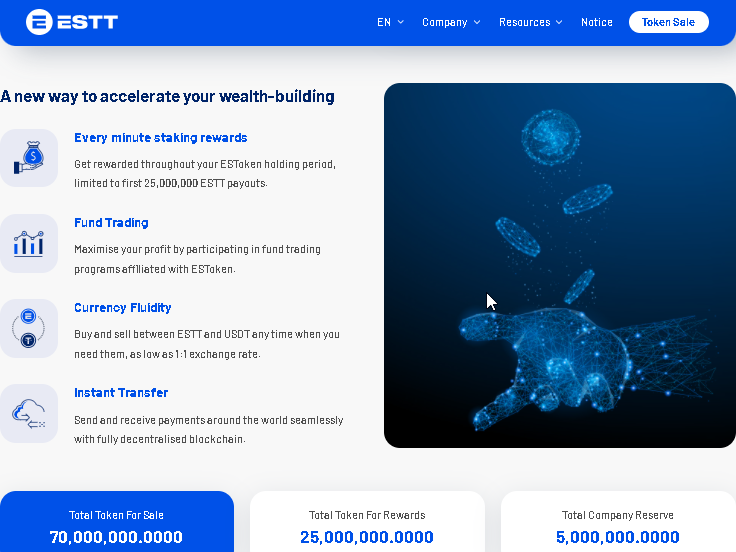 ESTT
EN Company Resources Notice Token Sale
A new way to accelerate your wealth-building
Every minute staking rewards
Get rewarded throughout your ESToken holding period,
limited to first 25,000,000 ESTT payouts.
Fund Trading
Maximise your profit by participating in fund trading
programs affiliated with ESToken.
Currency Fluidity
Buy and sell between ESTT and USDT any time when you
need them, as low as 1:1 exchange rate.
Instant Transfer
Send and receive payments around the world seamlessly
with fully decentralised blockchain.
Total Token For Sale
70,000,000.0000
Total Token For Rewards
25,000,000.0000
Total Company Reserve
5,000,000.0000